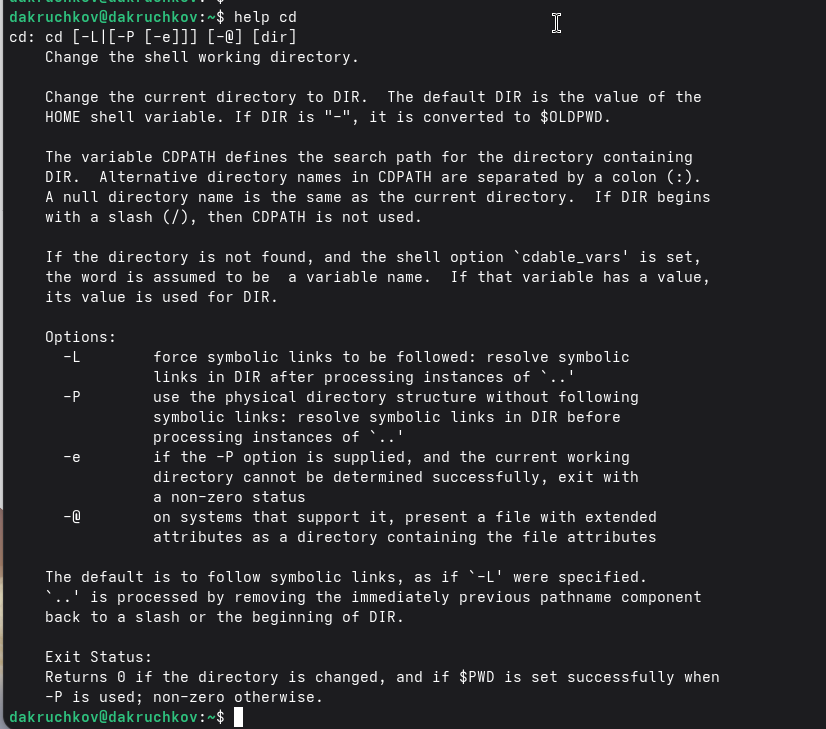 dakruchkov@dakruchkov:~$ help cd
cd: cd [-L|[-P [-e]]] [-@] [dir]
    Change the shell working directory.

    Change the current directory to DIR.  The default DIR is the value of the
    HOME shell variable. If DIR is "-", it is converted to $OLDPWD.

    The variable CDPATH defines the search path for the directory containing
    DIR.  Alternative directory names in CDPATH are separated by a colon (:).
    A null directory name is the same as the current directory.  If DIR begins
    with a slash (/), then CDPATH is not used.

    If the directory is not found, and the shell option `cdable_vars' is set,
    the word is assumed to be  a variable name.  If that variable has a value,
    its value is used for DIR.

    Options:
      -L        force symbolic links to be followed: resolve symbolic
                links in DIR after processing instances of `..'
      -P        use the physical directory structure without following
                symbolic links: resolve symbolic links in DIR before
                processing instances of `..'
      -e        if the -P option is supplied, and the current working
                directory cannot be determined successfully, exit with
                a non-zero status
      -@        on systems that support it, present a file with extended
                attributes as a directory containing the file attributes

    The default is to follow symbolic links, as if `-L' were specified.
    `..' is processed by removing the immediately previous pathname component
    back to a slash or the beginning of DIR.

    Exit Status:
    Returns 0 if the directory is changed, and if $PWD is set successfully when
    -P is used; non-zero otherwise.
dakruchkov@dakruchkov:~$